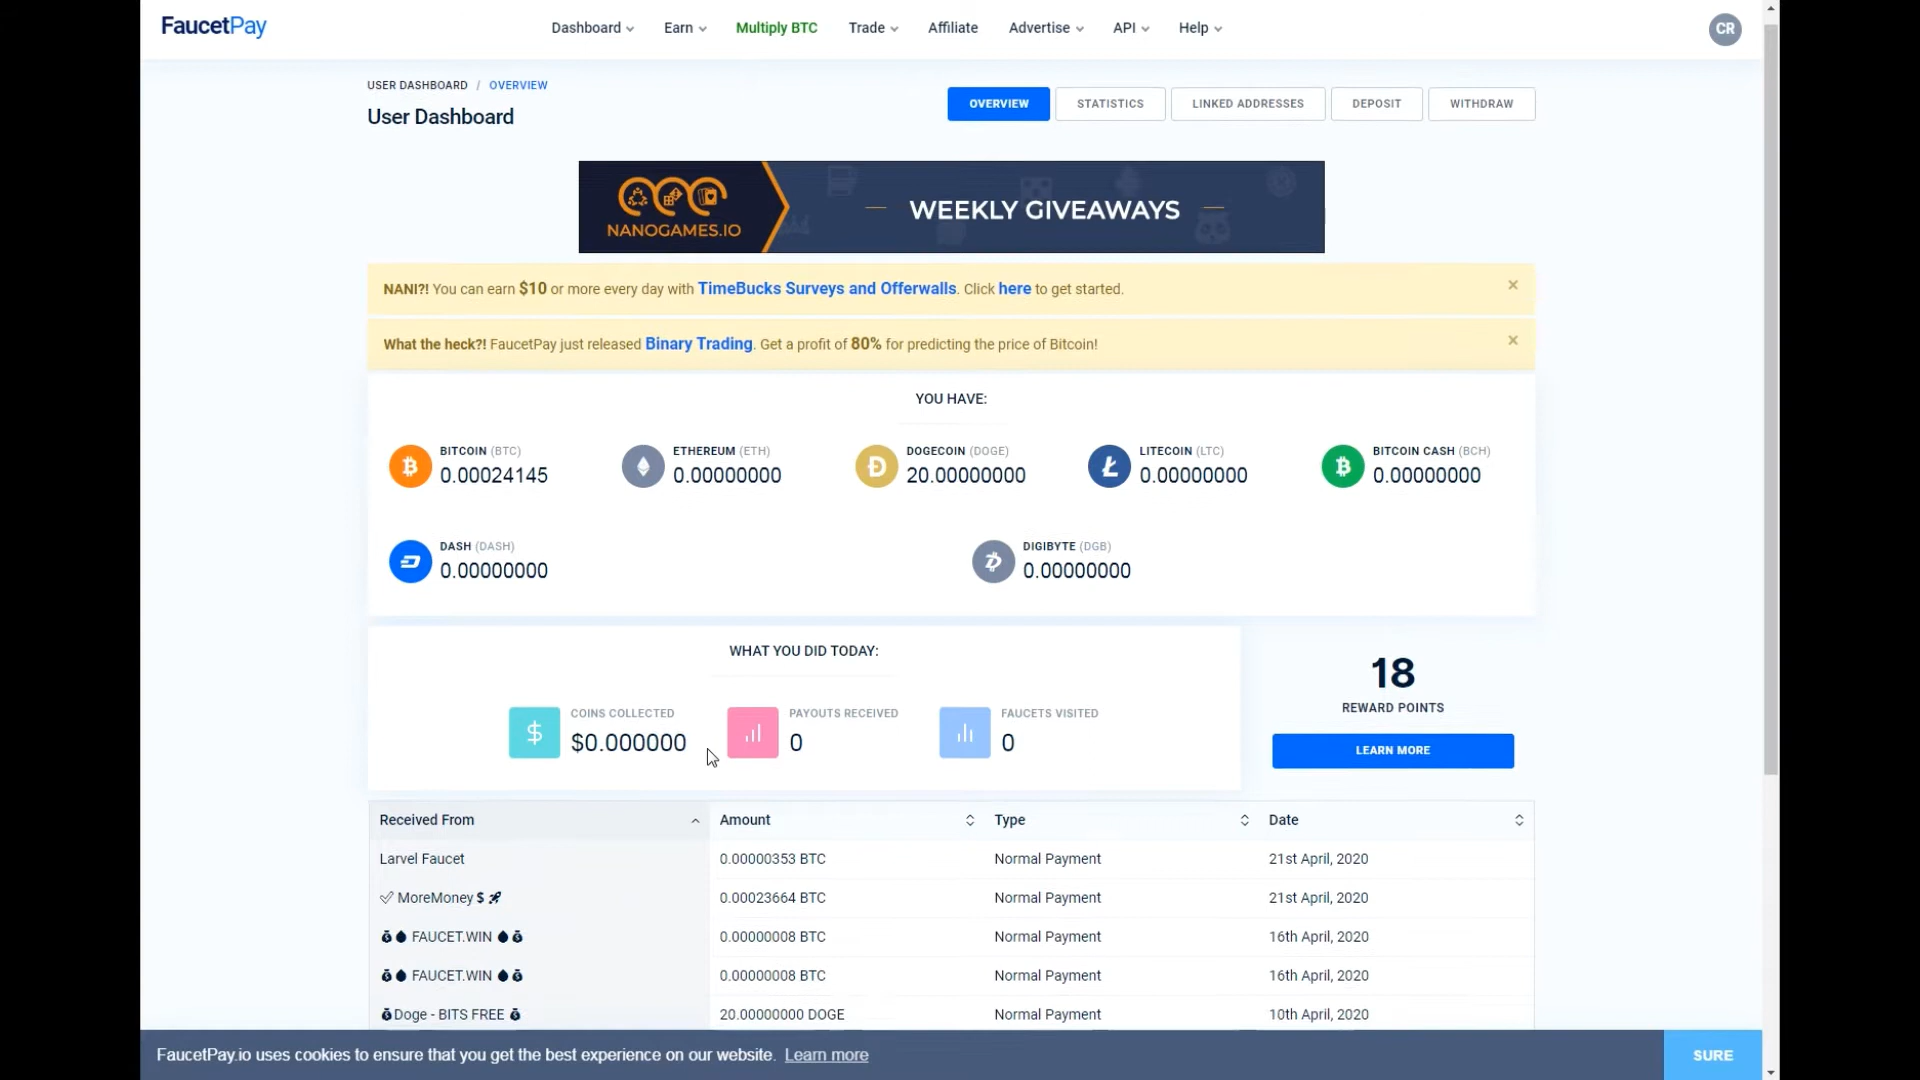 FaucetPay
Dashboard Earn Multiply BTC Trade Affiliate Advertise API Help
CR
USER DASHBOARD / OVERVIEW
User Dashboard
OVERVIEW STATISTICS LINKED ADDRESSES DEPOSIT WITHDRAW
NANOGAMES.IO
WEEKLY GIVEAWAYS
NANI?! You can earn $10 or more every day with TimeBucks Surveys and Offerwalls. Click here to get started. ×
What the heck?! FaucetPay just released Binary Trading. Get a profit of 80% for predicting the price of Bitcoin! ×
YOU HAVE:
BITCOIN (BTC) ETHEREUM (ETH) DOGECOIN (DOGE) LITECOIN (LTC) BITCOIN CASH (BCH)
0.00024145 0.00000000 20.00000000 0.00000000 0.00000000
DASH (DASH) DIGIBYTE (DGB)
0.00000000 0.00000000
WHAT YOU DID TODAY:
COINS COLLECTED PAYOUTS RECEIVED FAUCETS VISITED
$0.000000 0 0
18
REWARD POINTS
LEARN MORE
Received From Amount Type Date
Larvel Faucet 0.00000353 BTC Normal Payment 21st April, 2020
✅ MoreMoney $ 🚀 0.00023664 BTC Normal Payment 21st April, 2020
💰💧 FAUCET.WIN 💧💰 0.00000008 BTC Normal Payment 16th April, 2020
💰💧 FAUCET.WIN 💧💰 0.00000008 BTC Normal Payment 16th April, 2020
💰Doge - BITS FREE 💰 20.00000000 DOGE Normal Payment 10th April, 2020
FaucetPay.io uses cookies to ensure that you get the best experience on our website. Learn more SURE